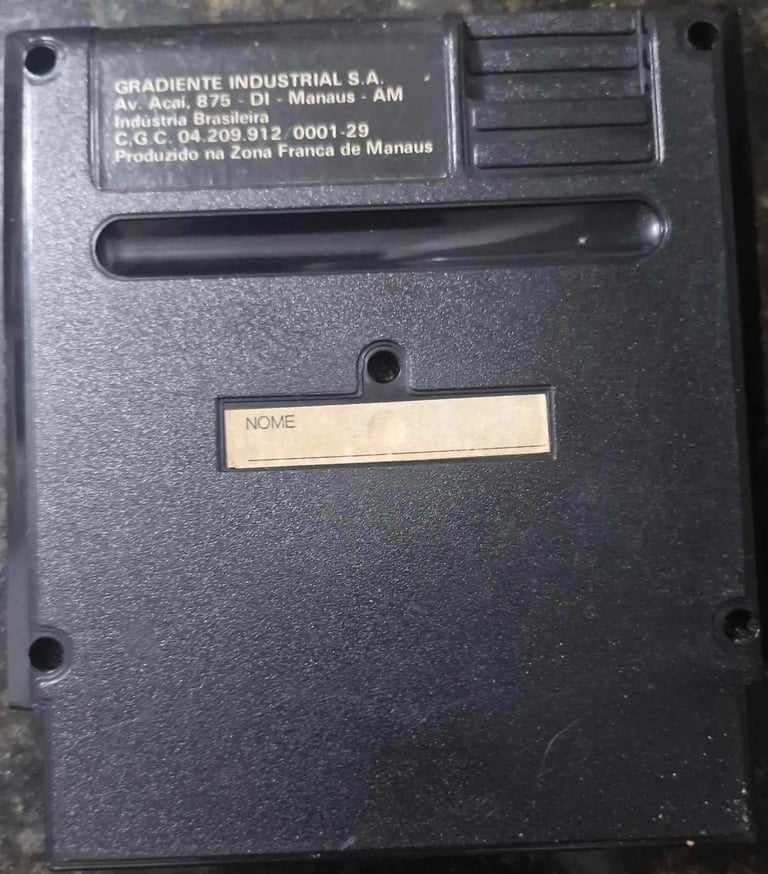 GRADIENTE INDUSTRIAL S.A.
Av. Açaí, 875 - DI - Manaus - AM
Indústria Brasileira
C.G.C. 04.209.912/0001-29
Produzido na Zona Franca de Manaus
NOME